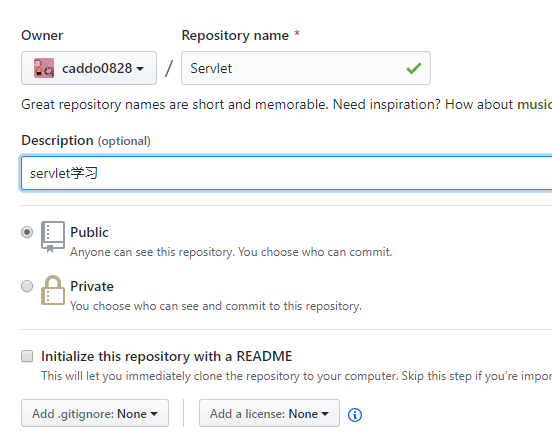 Owner Repository name *
caddo0828 / Servlet
Great repository names are short and memorable. Need inspiration? How about music
Description (optional)
servlet学习
Public
Anyone can see this repository. You choose who can commit.
Private
You choose who can see and commit to this repository.
Initialize this repository with a README
This will let you immediately clone the repository to your computer. Skip this step if you're impor
Add .gitignore: None Add a license: None